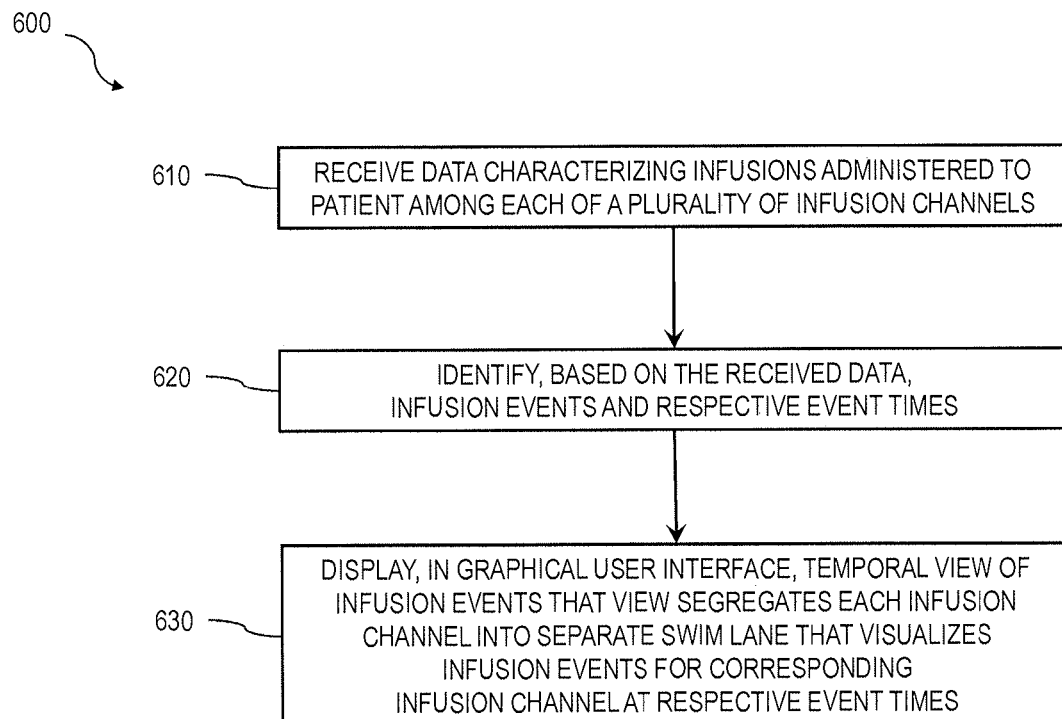 600
610
RECEIVE DATA CHARACTERIZING INFUSIONS ADMINISTERED TO
PATIENT AMONG EACH OF A PLURALITY OF INFUSION CHANNELS
620
IDENTIFY, BASED ON THE RECEIVED DATA,
INFUSION EVENTS AND RESPECTIVE EVENT TIMES
630
DISPLAY, IN GRAPHICAL USER INTERFACE, TEMPORAL VIEW OF
INFUSION EVENTS THAT VIEW SEGREGATES EACH INFUSION
CHANNEL INTO SEPARATE SWIM LANE THAT VISUALIZES
INFUSION EVENTS FOR CORRESPONDING
INFUSION CHANNEL AT RESPECTIVE EVENT TIMES